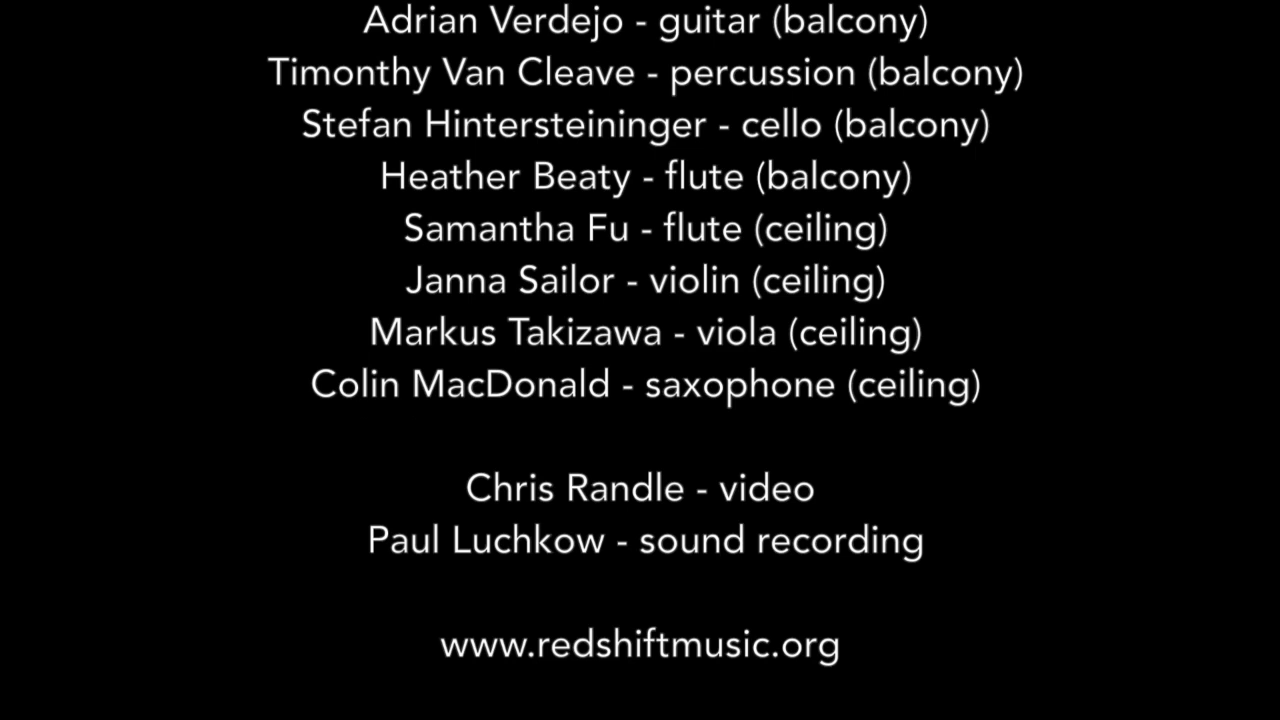 Adrian Verdejo - guitar (balcony)
Timonthy Van Cleave - percussion (balcony)
Stefan Hintersteininger - cello (balcony)
Heather Beaty - flute (balcony)
Samantha Fu - flute (ceiling)
Janna Sailor - violin (ceiling)
Markus Takizawa - viola (ceiling)
Colin MacDonald - saxophone (ceiling)
Chris Randle - video
Paul Luchkow - sound recording
www.redshiftmusic.org